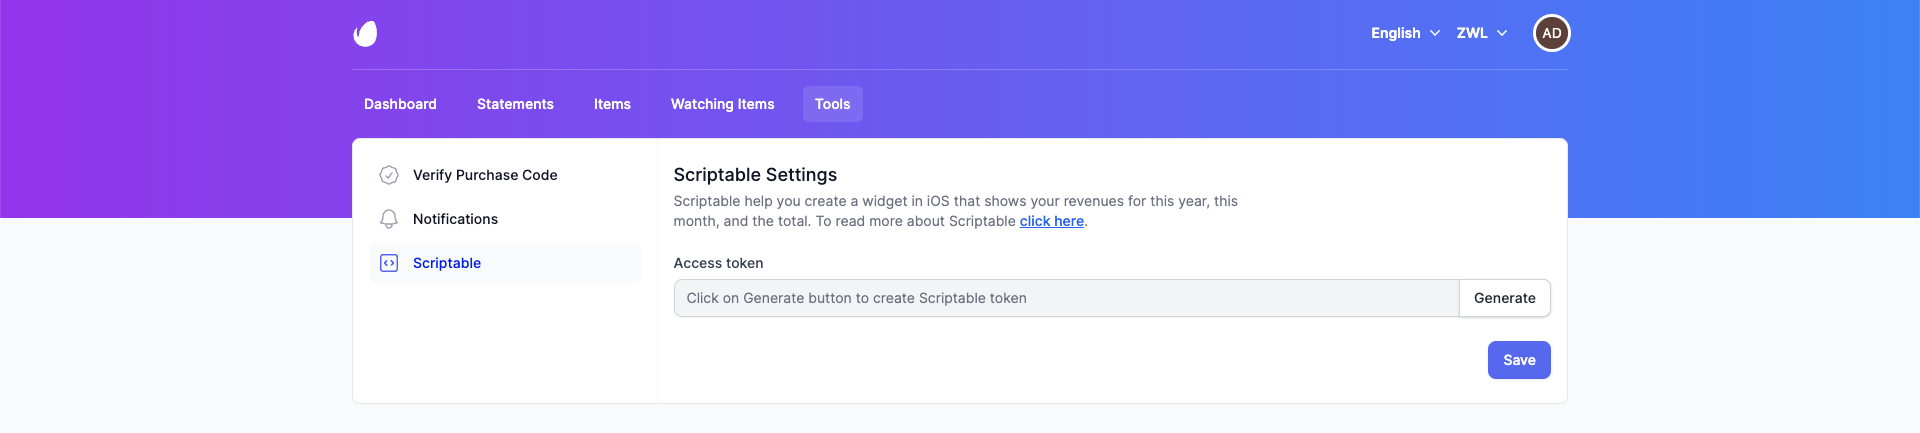 English ZWL AD
Dashboard Statements Items Watching Items Tools
Verify Purchase Code
Notifications
Scriptable
Scriptable Settings
Scriptable help you create a widget in iOS that shows your revenues for this year, this
month, and the total. To read more about Scriptable click here.
Access token
Click on Generate button to create Scriptable token Generate
Save